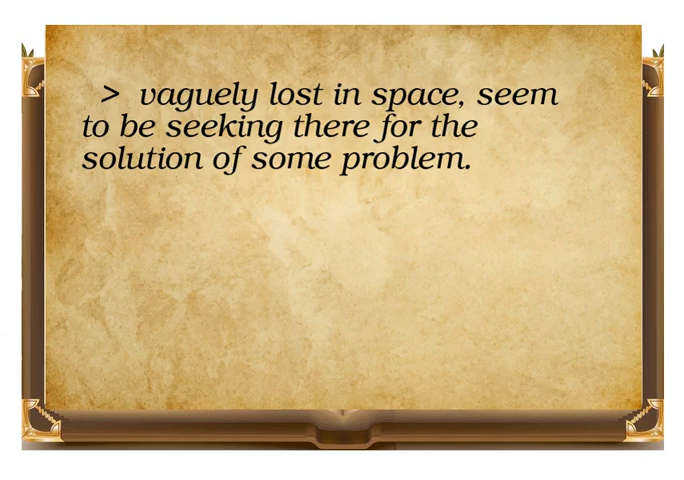 > vaguely lost in space, seem
to be seeking there for the
solution of some problem.